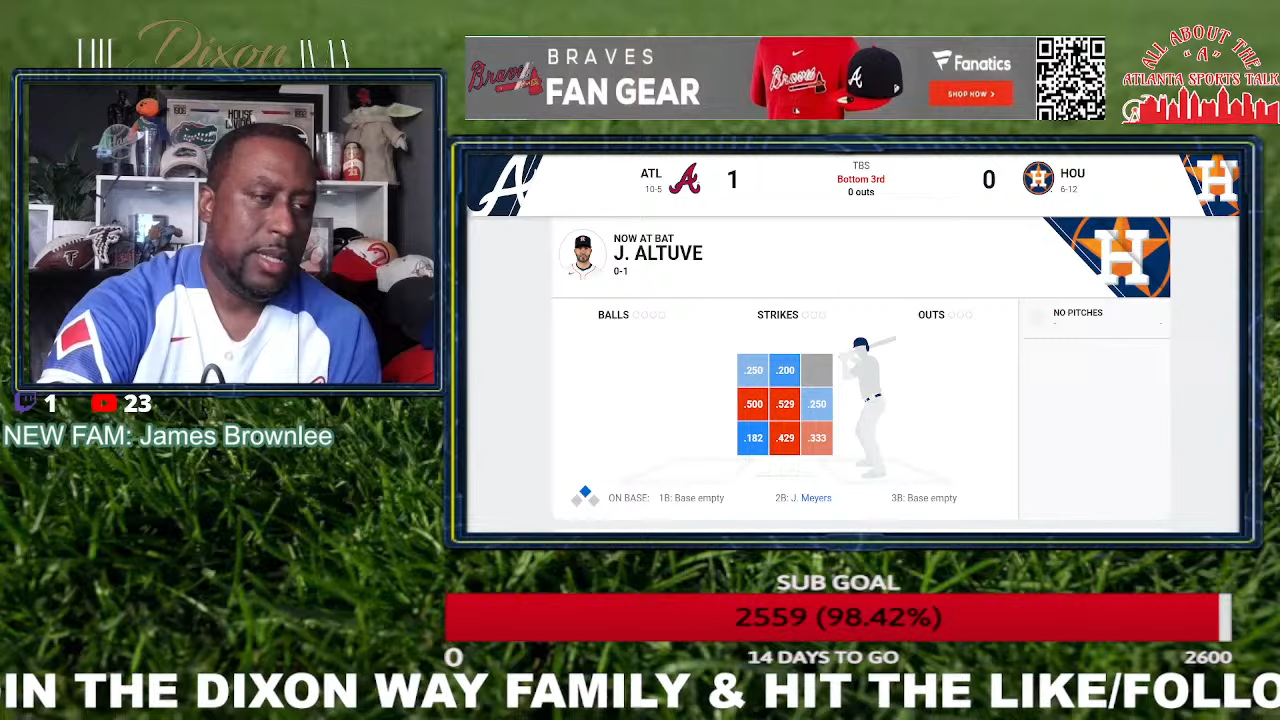 Dixon
BRAVES
FAN GEAR
Braves
Braves
Fanatics
SHOP NOW >
ALL ABOUT THE
"A"
ATLANTA SPORTS TALK
HOUSE
ATL
10-5
1
TBS
Bottom 3rd
0 outs
0
HOU
6-12
NOW AT BAT
J. ALTUVE
0-1
BALLS
STRIKES
OUTS
NO PITCHES
-
-
.250 .200
.500 .529 .250
.182 .429 .333
ON BASE: 1B: Base empty 2B: J. Meyers 3B: Base empty
1 23
NEW FAM: James Brownlee
SUB GOAL
2559 (98.42%)
0 14 DAYS TO GO 2600
IN THE DIXON WAY FAMILY & HIT THE LIKE/FOLLO